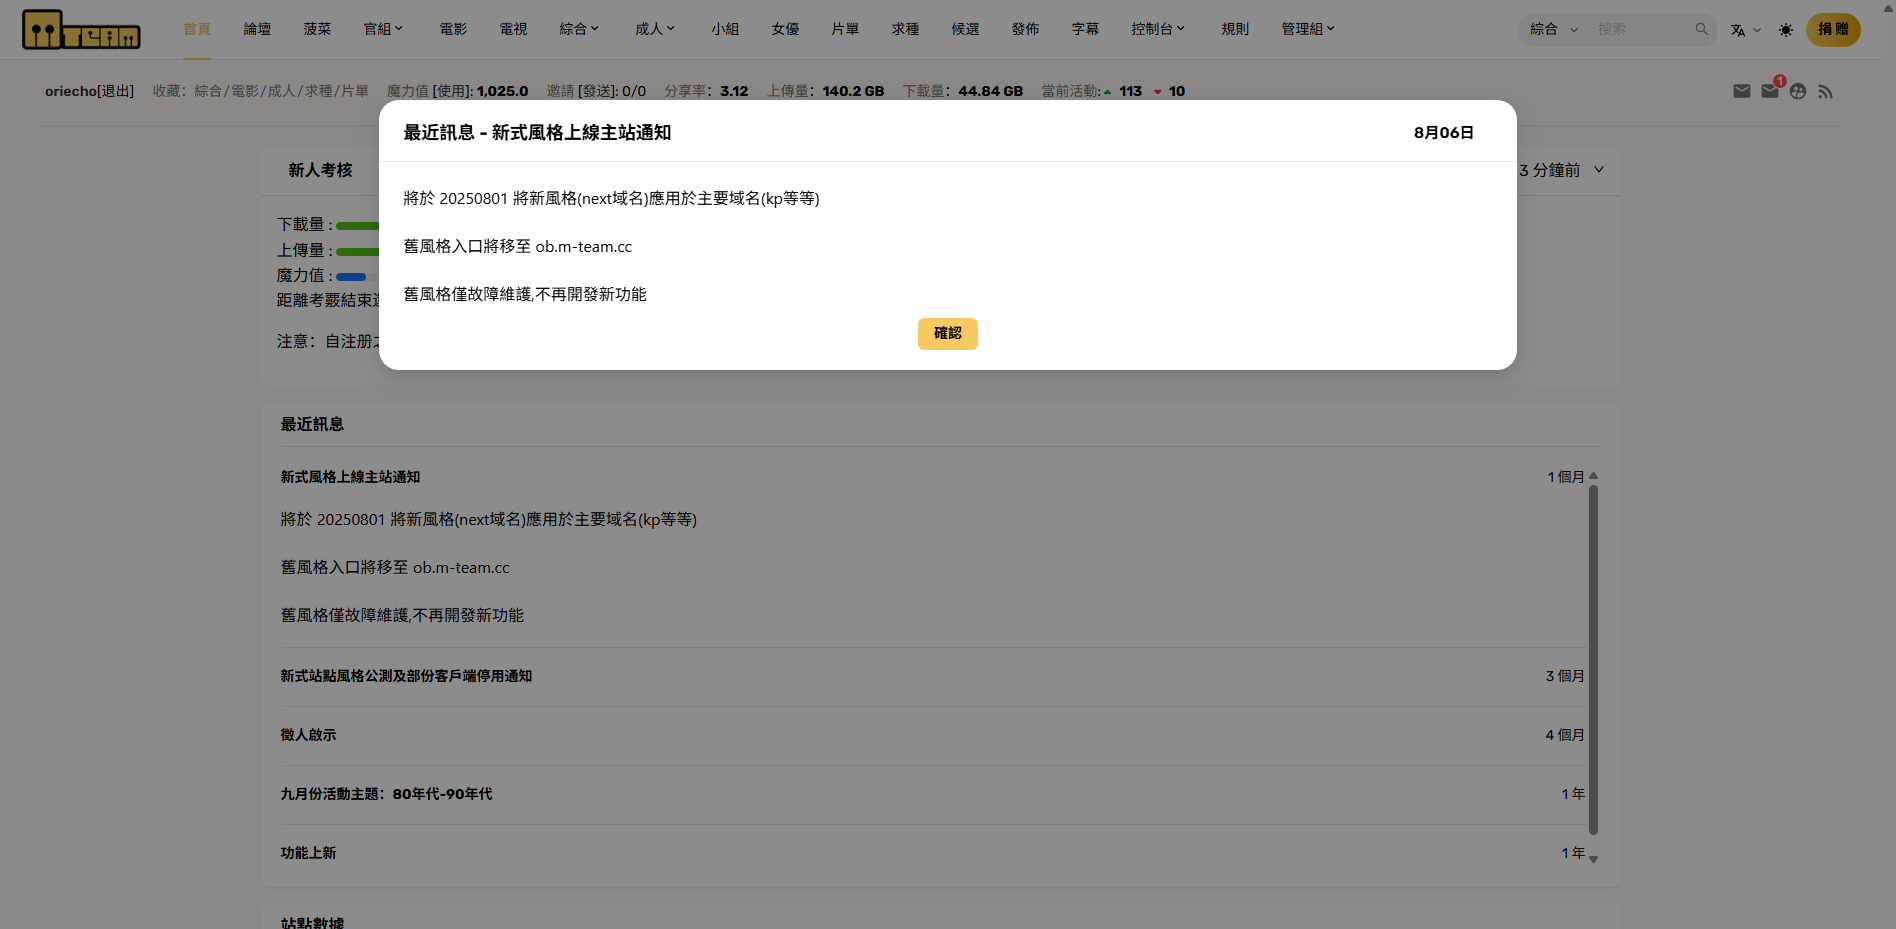 首頁 論壇 菠菜 官組 電影 電視 綜合 成人 小組 女優 片單 求種 候選 發佈 字幕 控制台 規則 管理組 綜合 搜索 捐 贈
oriecho[退出] 收藏：綜合/電影/成人/求種/片單 魔力值 [使用]: 1,025.0 邀請 [發送]: 0/0 分享率：3.12 上傳量：140.2 GB 下載量：44.84 GB 當前活動: 113 10 1
最近訊息 - 新式風格上線主站通知 8月06日
新人考核 3 分鐘前
將於 20250801 將新風格(next域名)應用於主要域名(kp等等)
下載量 :
上傳量 :
舊風格入口將移至 ob.m-team.cc
魔力值 :
距離考覈結束
舊風格僅故障維護,不再開發新功能
注意：自注册
確認
最近訊息
新式風格上線主站通知 1 個月
將於 20250801 將新風格(next域名)應用於主要域名(kp等等)
舊風格入口將移至 ob.m-team.cc
舊風格僅故障維護,不再開發新功能
新式站點風格公測及部份客戶端停用通知 3 個月
徵人啟示 4 個月
九月份活動主題：80年代-90年代 1 年
功能上新 1 年
站點數據